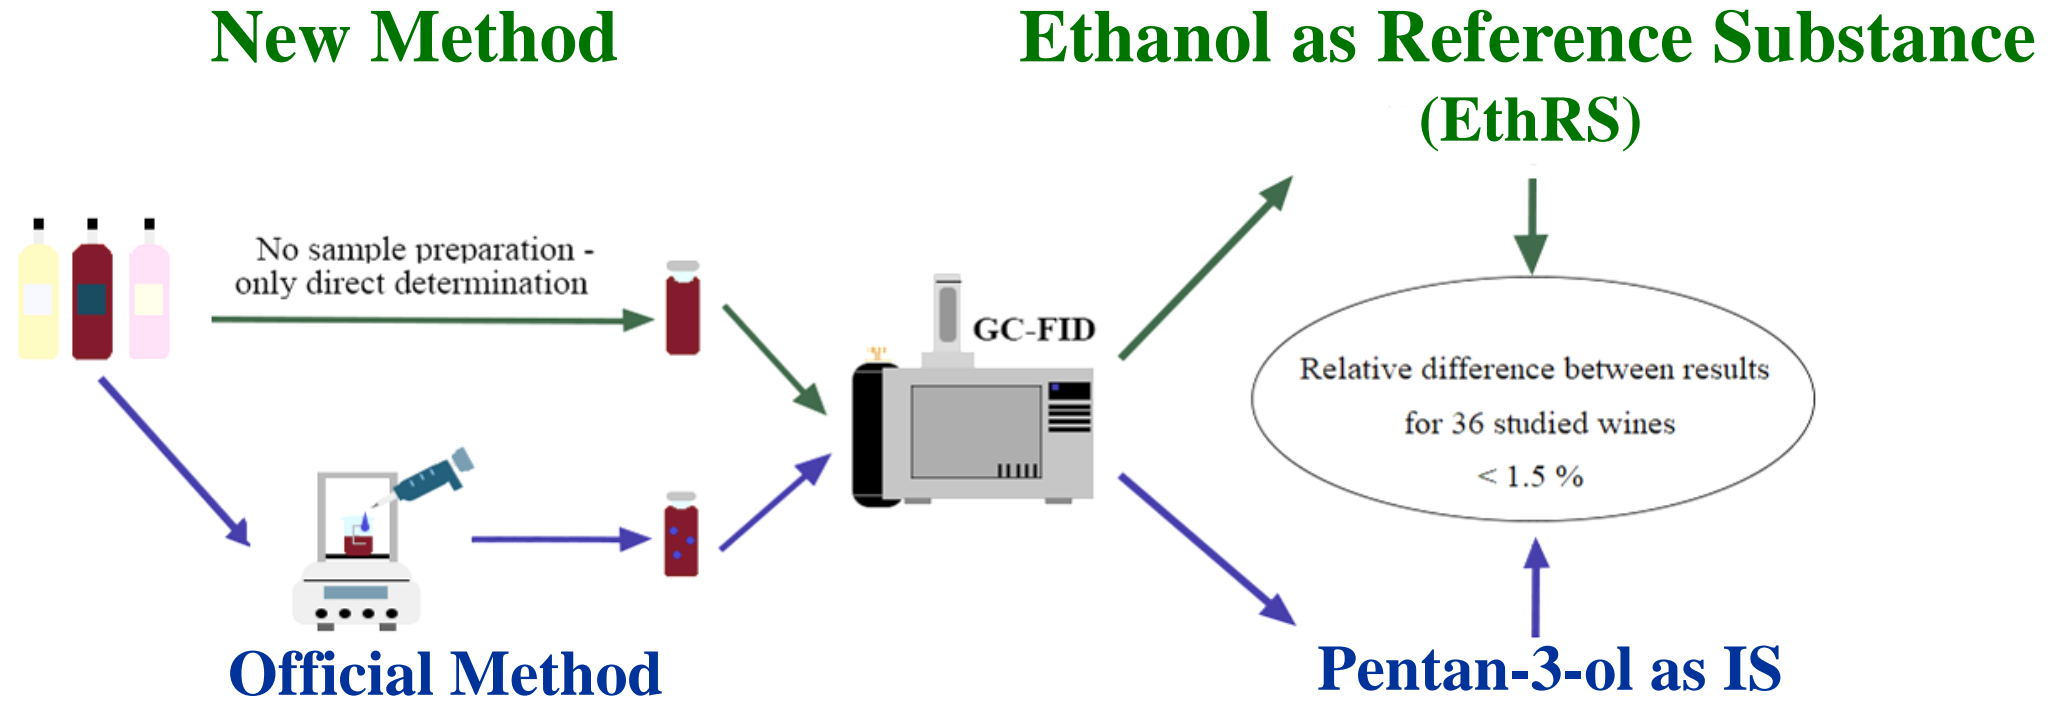 New Method
Ethanol as Reference Substance
(EthRS)
No sample preparation -
only direct determination
GC-FID
Relative difference between results
for 36 studied wines
< 1.5 %
Official Method
Pentan-3-ol as IS